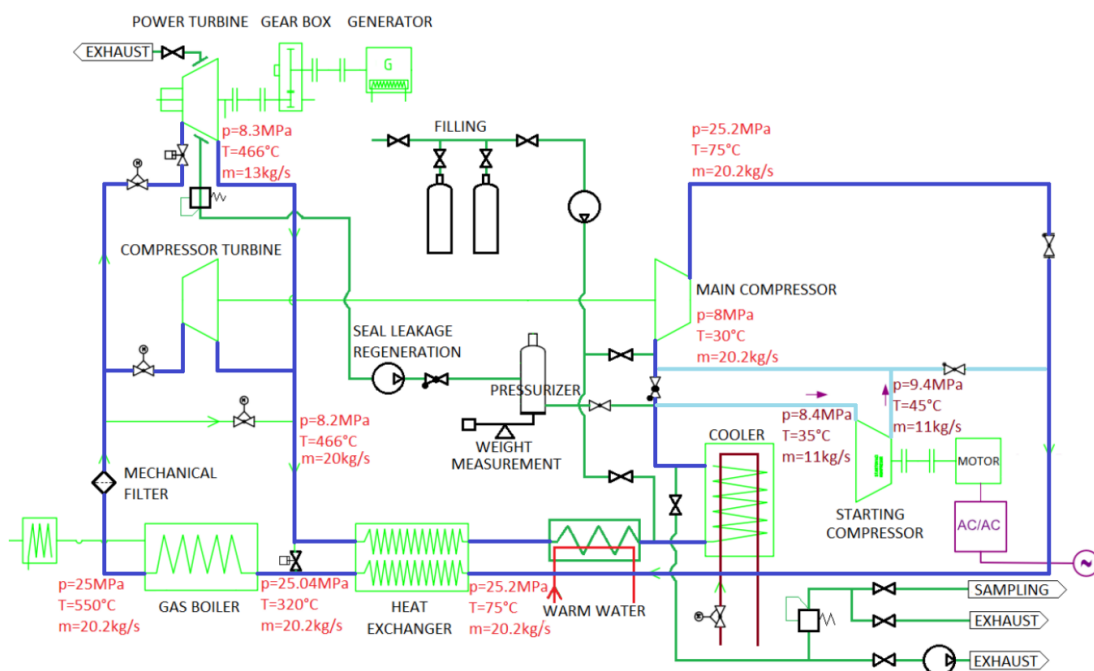 POWER TURBINE GEAR BOX GENERATOR
EXHAUST
G
p=8.3MPa
T=466°C
m=13kg/s
FILLING
p=25.2MPa
T=75°C
m=20.2kg/s
COMPRESSOR TURBINE
MAIN COMPRESSOR
p=8MPa
T=30°C
m=20.2kg/s
SEAL LEAKAGE
REGENERATION
PRESSURIZER
WEIGHT
MEASUREMENT
p=9.4MPa
T=45°C
m=11kg/s
p=8.4MPa
T=35°C
m=11kg/s
COOLER
MOTOR
STARTING
COMPRESSOR
AC/AC
~
p=8.2MPa
T=466°C
m=20kg/s
MECHANICAL
FILTER
p=25MPa
T=550°C
m=20.2kg/s
GAS BOILER
p=25.04MPa
T=320°C
m=20.2kg/s
HEAT
EXCHANGER
p=25.2MPa
T=75°C
m=20.2kg/s
WARM WATER
SAMPLING
EXHAUST
EXHAUST